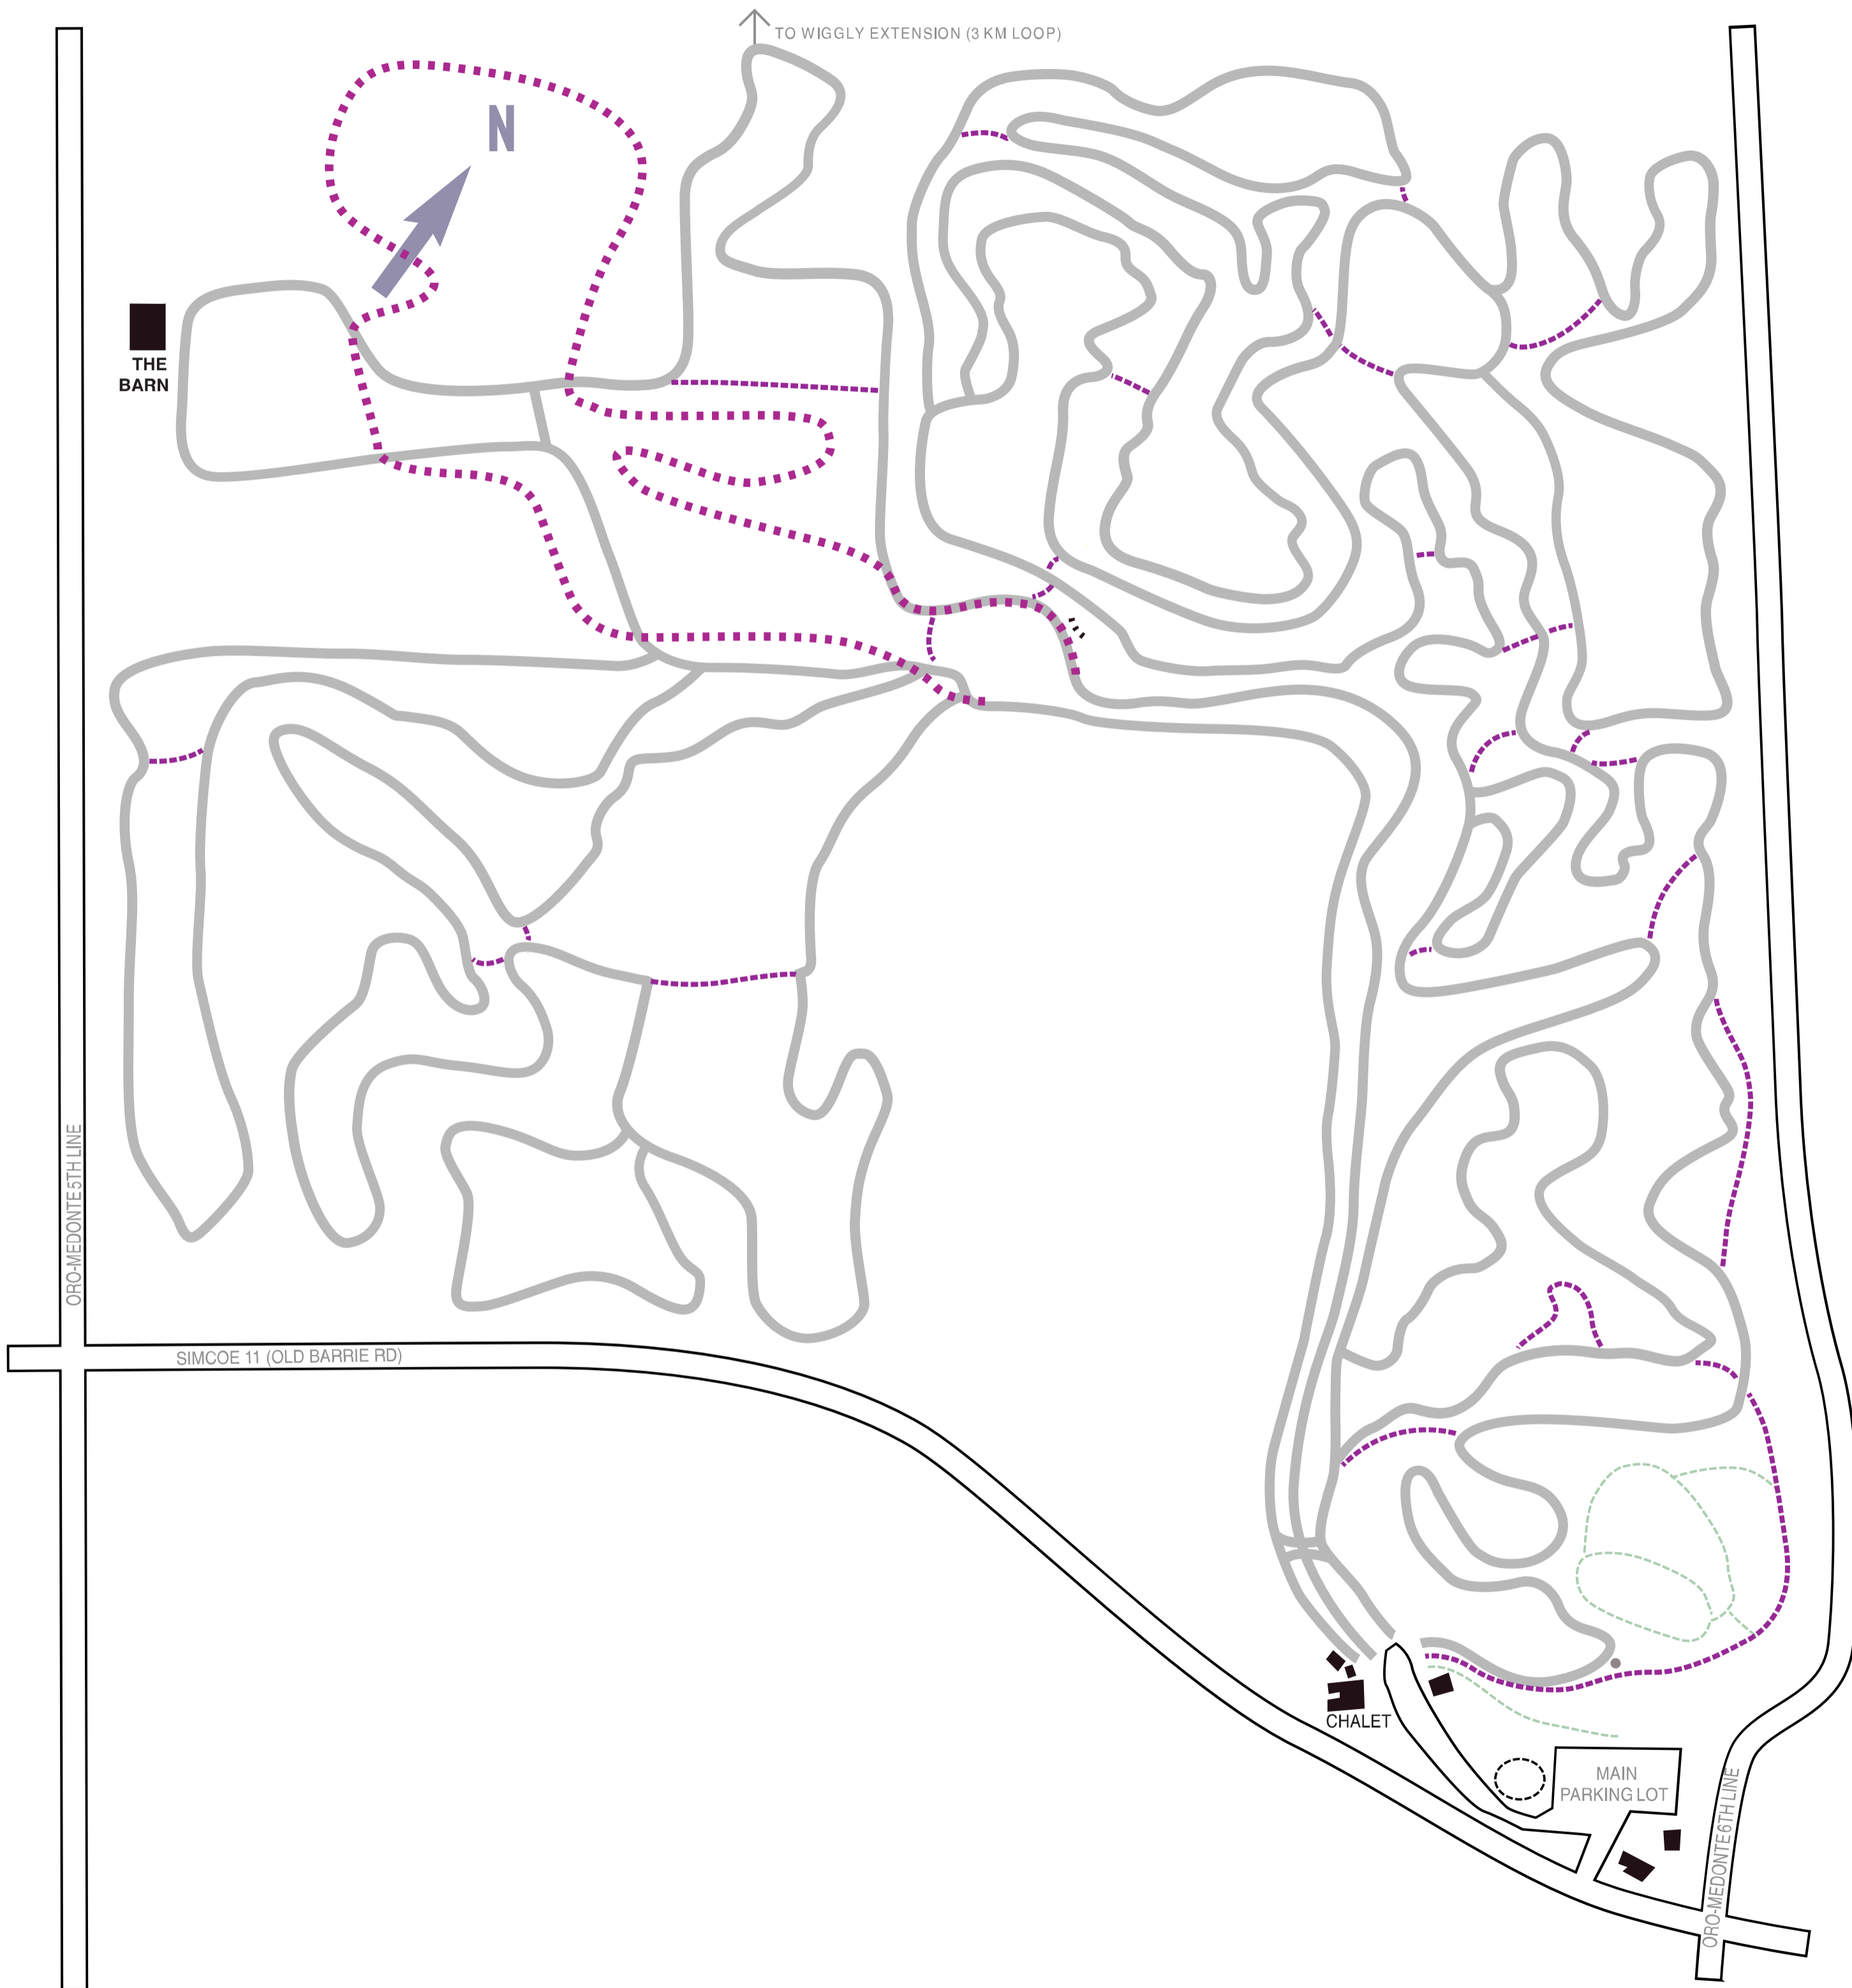 TO WIGGLY EXTENSION (3 KM LOOP)
N
THE
BARN
ORO-MEDONTE 5TH LINE
SIMCOE 11 (OLD BARRIE RD)
CHALET
MAIN
PARKING LOT
ORO-MEDONTE 6TH LINE